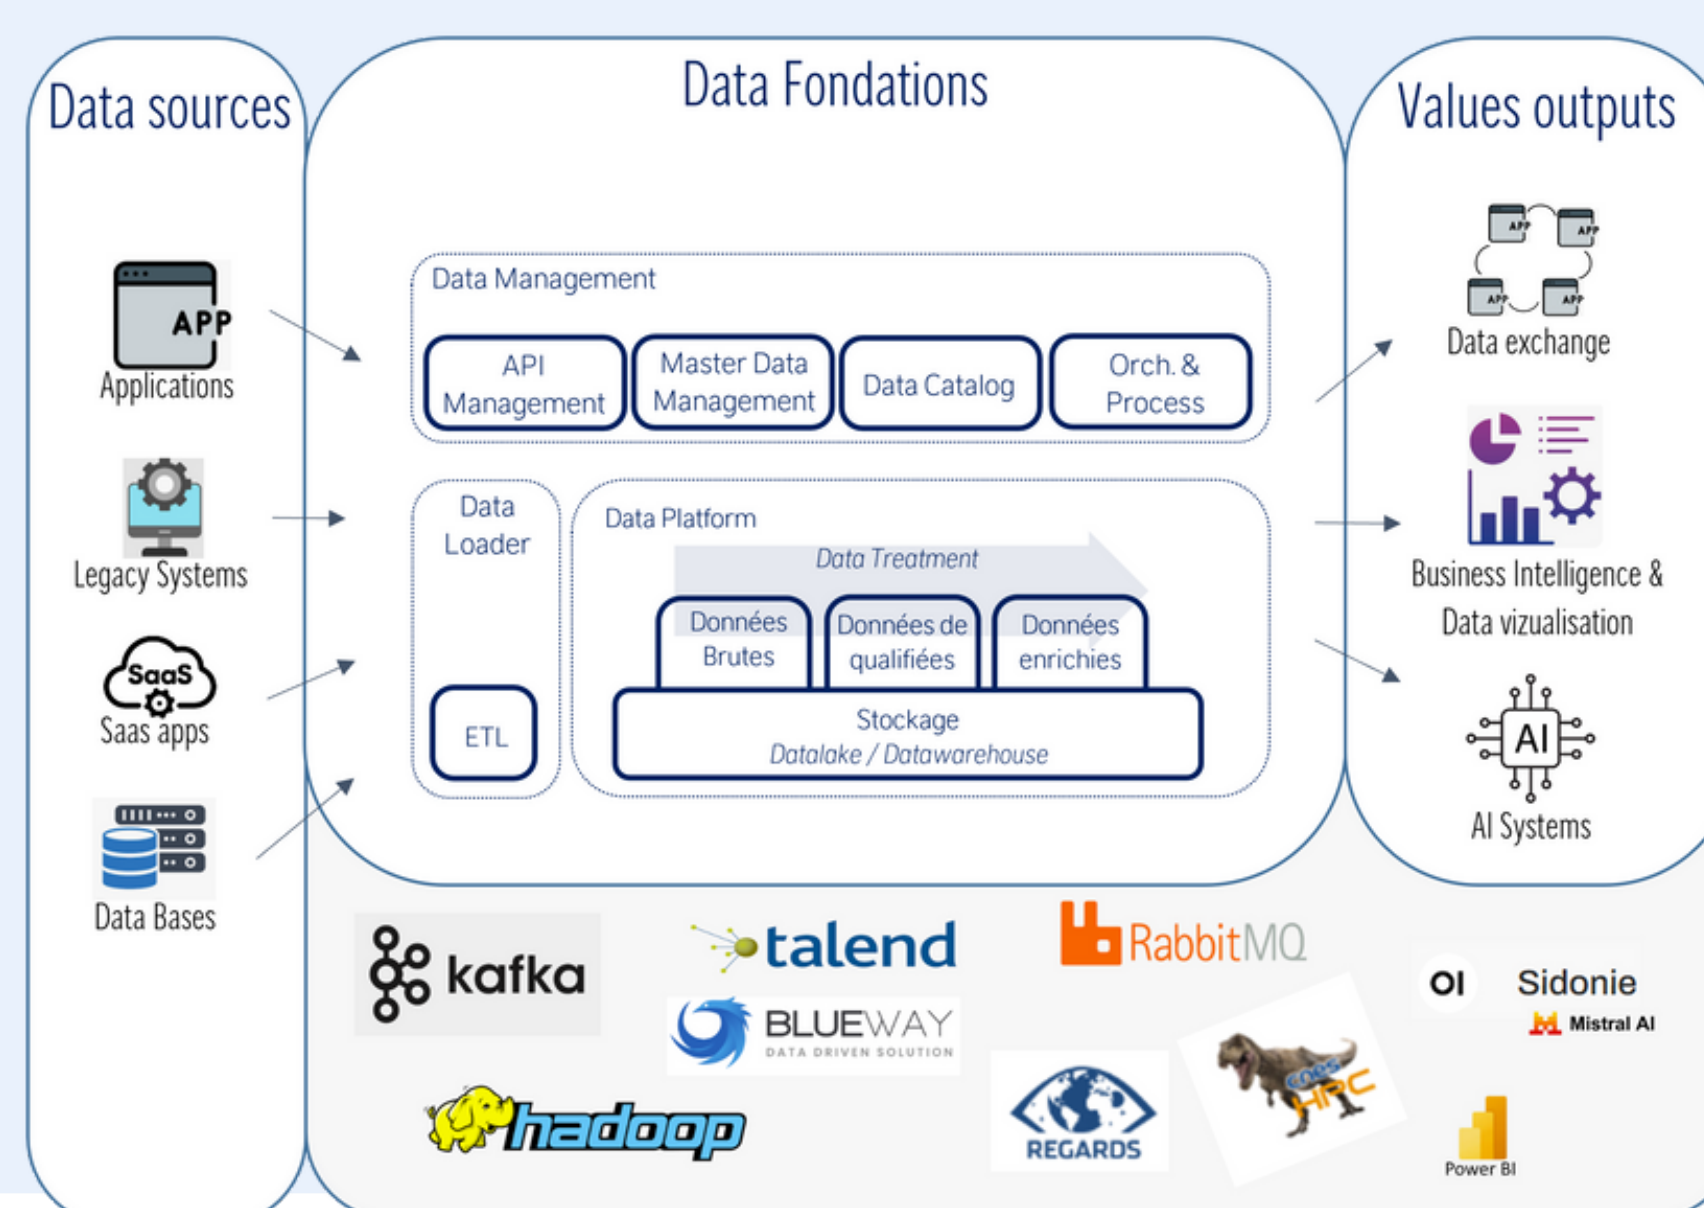 Data sources
APP
Applications
Legacy Systems
SaaS
Saas apps
Data Bases
Data Fondations
Data Management
API
Management
Master Data
Management
Data Catalog
Orch. &
Process
Data
Loader
ETL
Data Platform
Data Treatment
Données
Brutes
Données de
qualifiées
Données
enrichies
Stockage
Datalake / Datawarehouse
Values outputs
APP
APP
APP
APP
Data exchange
Business Intelligence &
Data vizualisation
AI
AI Systems
kafka
talend
RabbitMQ
BLUEWAY
DATA DRIVEN SOLUTION
hadoop
REGARDS
cnes
HPC
OI
Sidonie
Mistral AI
Power BI